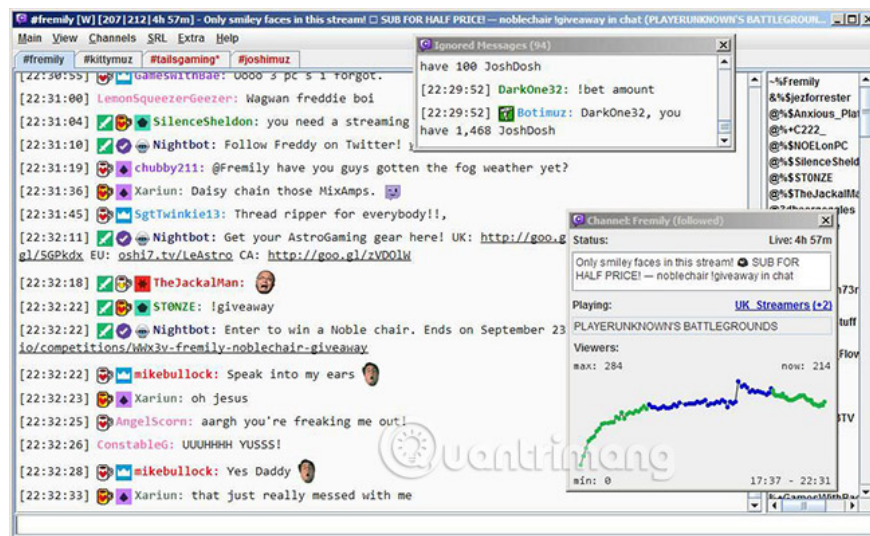 #fremily [W] [207|212|4h 57m] - Only smiley faces in this stream! □ SUB FOR HALF PRICE! — noblechair !giveaway in chat (PLAYERUNKNOWN'S BATTLEGROUN...
Main View Channels SRL Extra Help
#fremily #kittymuz #tailsgaming* #joshimuz
[22:30:55] GamesWithBae: Oooo 3 pc's i forgot.
[22:31:00] LemonSqueezerGeezer: Wagwan freddie boi
[22:31:04] SilenceSheldon: you need a streaming
[22:31:10] Nightbot: Follow Freddy on Twitter!
[22:31:19] chubby211: @Fremily have you guys gotten the fog weather yet?
[22:31:36] Xariun: Daisy chain those MixAmps.
[22:31:45] SgtTwinkie13: Thread ripper for everybody!!,
[22:32:11] Nightbot: Get your AstroGaming gear here! UK: http://goo.g
gl/5GPkdx EU: oshi7.tv/LeAstro CA: http://goo.gl/zVDOlW
[22:32:18] TheJackalMan:
[22:32:22] ST0NZE: !giveaway
[22:32:22] Nightbot: Enter to win a Noble chair. Ends on September 23
io/competitions/WWx3v-fremily-noblechair-giveaway
[22:32:22] mikebullock: Speak into my ears
[22:32:23] Xariun: oh jesus
[22:32:25] AngelScorn: aargh you're freaking me out!
[22:32:26] ConstableG: UUUHHHH YUSSS!
[22:32:28] mikebullock: Yes Daddy
[22:32:33] Xariun: that just really messed with me
Ignored Messages (94)
have 100 JoshDosh
[22:29:52] DarkOne32: !bet amount
[22:29:52] Botimuz: DarkOne32, you
have 1,468 JoshDosh
~%Fremily
&%$jezforrester
@%$Anxious_Plat
@%+C222_
@%$NOELonPC
@%$SilenceSheld
@%$ST0NZE
@%$TheJackalMa
Channel: Fremily (followed)
Status: Live: 4h 57m
Only smiley faces in this stream! SUB FOR
HALF PRICE! — noblechair !giveaway in chat
Playing: UK_Streamers (+2)
PLAYERUNKNOWN'S BATTLEGROUNDS
Viewers:
max: 284 now: 214
min: 0 17:37 - 22:31
n73r
tuff
_Flow
BTV
%+GamesWithBa
Quantrimang